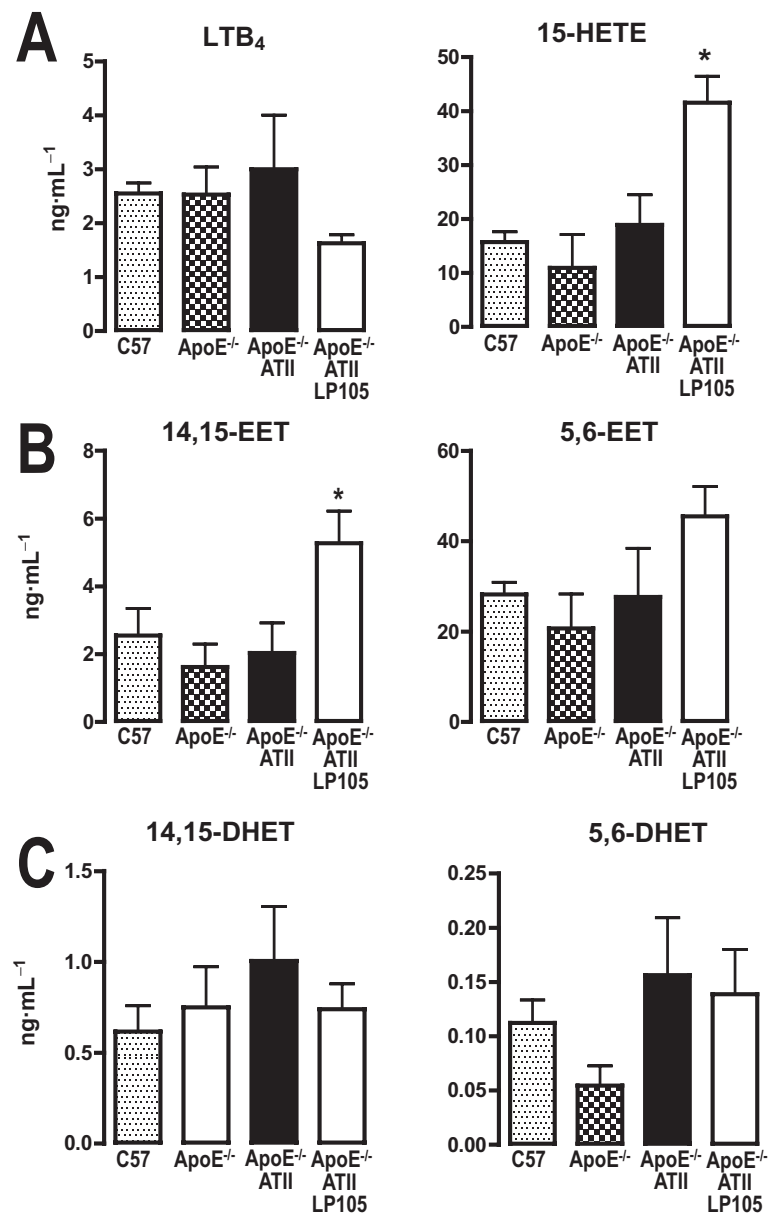 A
LTB₄
ng·mL⁻¹
5
4
3
2
1
0
C57
ApoE⁻/⁻
ApoE⁻/⁻
ATII
ApoE⁻/⁻
ATII
LP105
15-HETE
50
40
30
20
10
0
*
C57
ApoE⁻/⁻
ApoE⁻/⁻
ATII
ApoE⁻/⁻
ATII
LP105
B
14,15-EET
ng·mL⁻¹
8
6
4
2
0
*
C57
ApoE⁻/⁻
ApoE⁻/⁻
ATII
ApoE⁻/⁻
ATII
LP105
5,6-EET
60
40
20
0
C57
ApoE⁻/⁻
ApoE⁻/⁻
ATII
ApoE⁻/⁻
ATII
LP105
C
14,15-DHET
ng·mL⁻¹
1.5
1.0
0.5
0.0
C57
ApoE⁻/⁻
ApoE⁻/⁻
ATII
ApoE⁻/⁻
ATII
LP105
5,6-DHET
0.25
0.20
0.15
0.10
0.05
0.00
C57
ApoE⁻/⁻
ApoE⁻/⁻
ATII
ApoE⁻/⁻
ATII
LP105